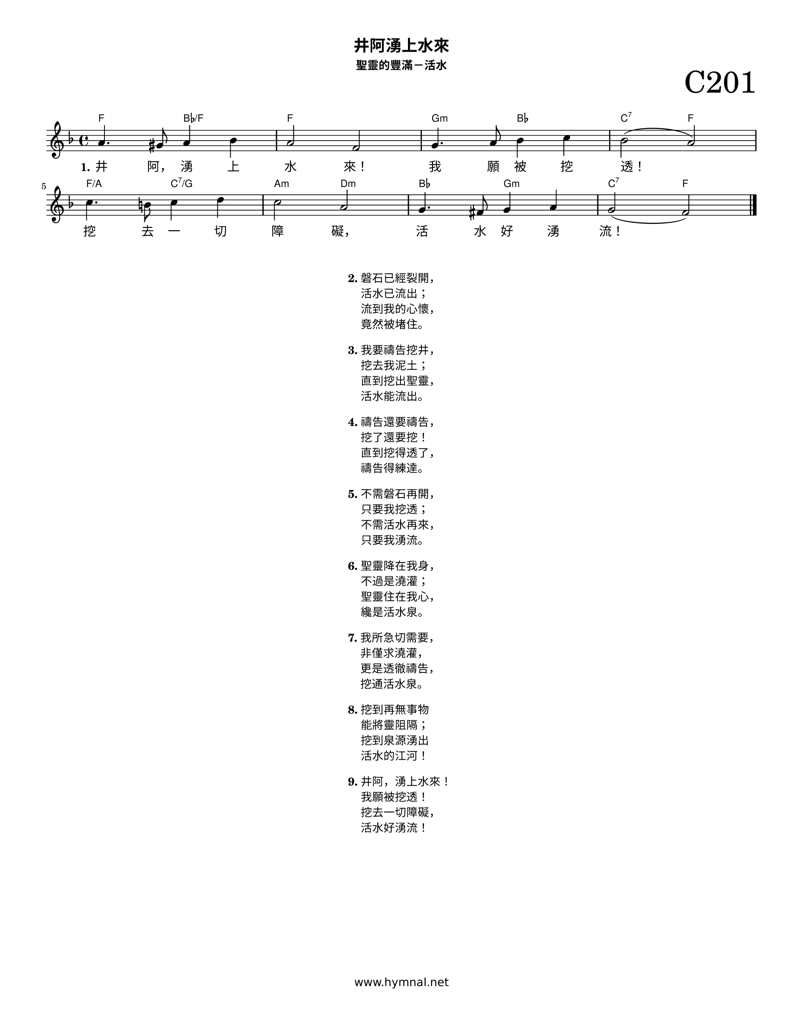 井阿湧上水來
聖靈的豐滿－活水
C201
F B♭/F F Gm B♭ C7 F
1. 井 阿， 湧 上 水 來！ 我 願 被 挖 透！
5 F/A C7/G Am Dm B♭ Gm C7 F
挖 去 一 切 障 礙， 活 水 好 湧 流！
2. 磐石已經裂開，
活水已流出；
流到我的心懷，
竟然被堵住。
3. 我要禱告挖井，
挖去我泥土；
直到挖出聖靈，
活水能流出。
4. 禱告還要禱告，
挖了還要挖！
直到挖得透了，
禱告得練達。
5. 不需磐石再開，
只要我挖透；
不需活水再來，
只要我湧流。
6. 聖靈降在我身，
不過是澆灌；
聖靈住在我心，
纔是活水泉。
7. 我所急切需要，
非僅求澆灌，
更是透徹禱告，
挖通活水泉。
8. 挖到再無事物
能將靈阻隔；
挖到泉源湧出
活水的江河！
9. 井阿，湧上水來！
我願被挖透！
挖去一切障礙，
活水好湧流！
www.hymnal.net